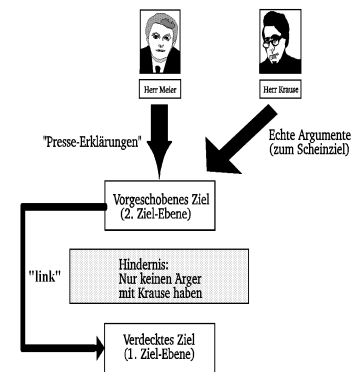 Herr Meier
Herr Krause
"Presse-Erklärungen"
Echte Argumente
(zum Scheinziel)
Vorgeschobenes Ziel
(2. Ziel-Ebene)
"link"
Hindernis:
Nur keinen Ärger
mit Krause haben
Verdecktes Ziel
(1. Ziel-Ebene)